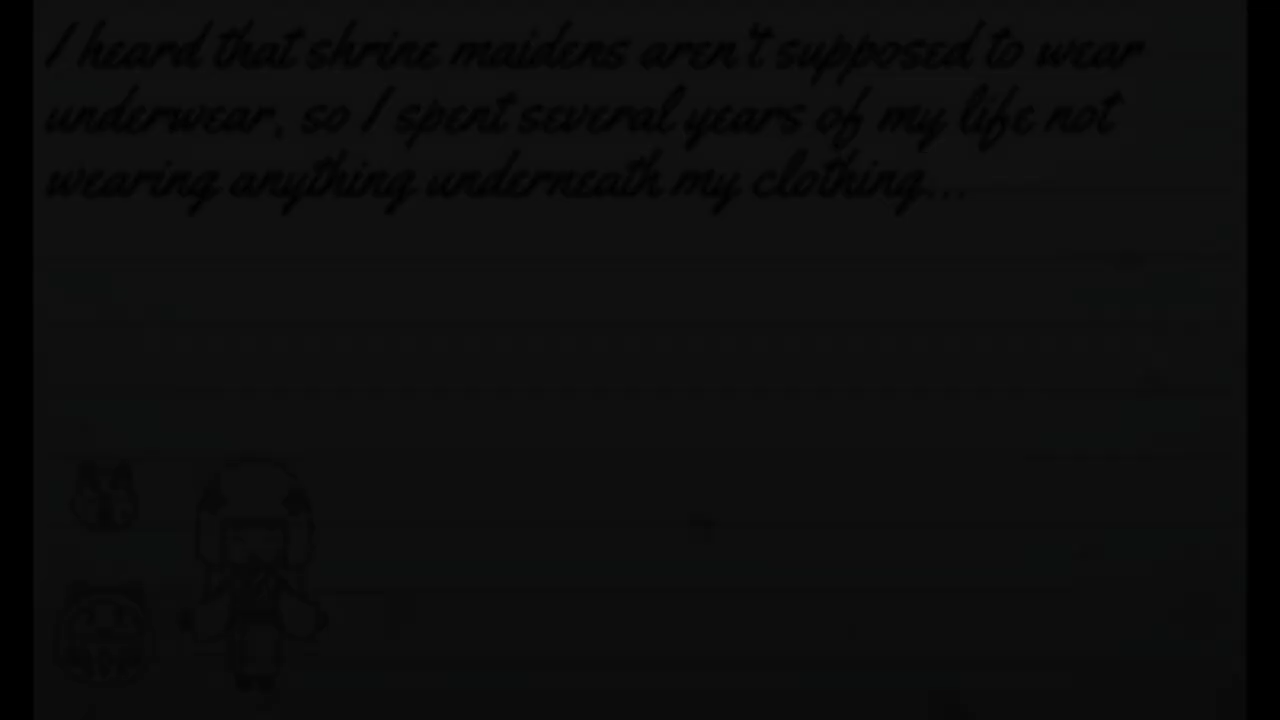 I heard that shrine maidens aren't supposed to wear
underwear, so I spent several years of my life not
wearing anything underneath my clothing...